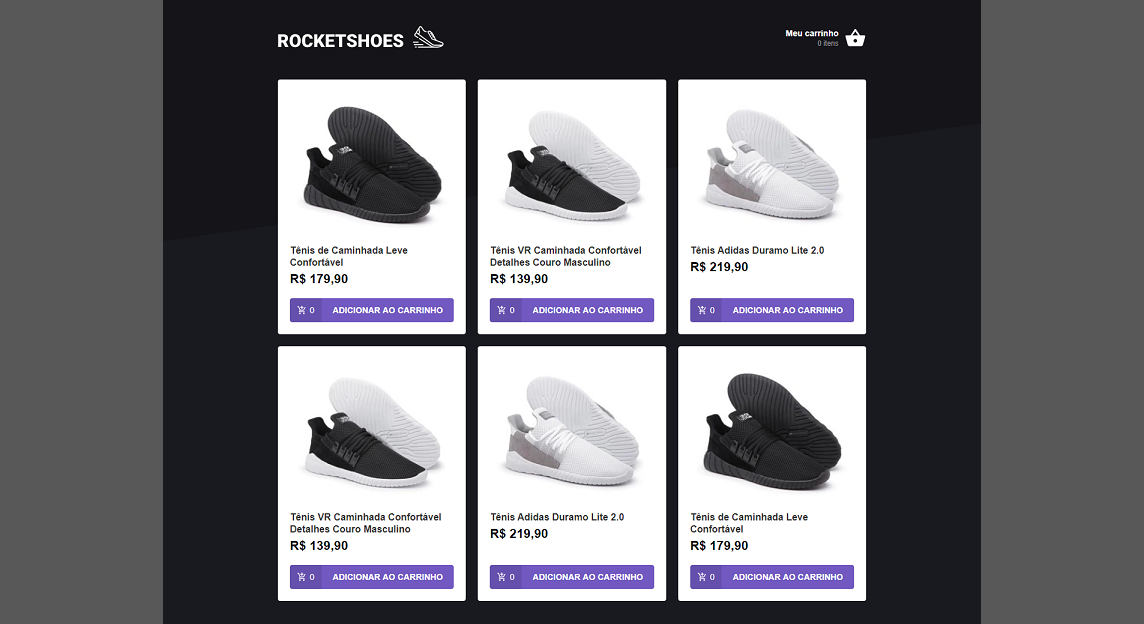 ROCKETSHOES
Meu carrinho
0 itens
Tênis de Caminhada Leve
Confortável
R$ 179,90
0 ADICIONAR AO CARRINHO
Tênis VR Caminhada Confortável
Detalhes Couro Masculino
R$ 139,90
0 ADICIONAR AO CARRINHO
Tênis Adidas Duramo Lite 2.0
R$ 219,90
0 ADICIONAR AO CARRINHO
Tênis VR Caminhada Confortável
Detalhes Couro Masculino
R$ 139,90
0 ADICIONAR AO CARRINHO
Tênis Adidas Duramo Lite 2.0
R$ 219,90
0 ADICIONAR AO CARRINHO
Tênis de Caminhada Leve
Confortável
R$ 179,90
0 ADICIONAR AO CARRINHO